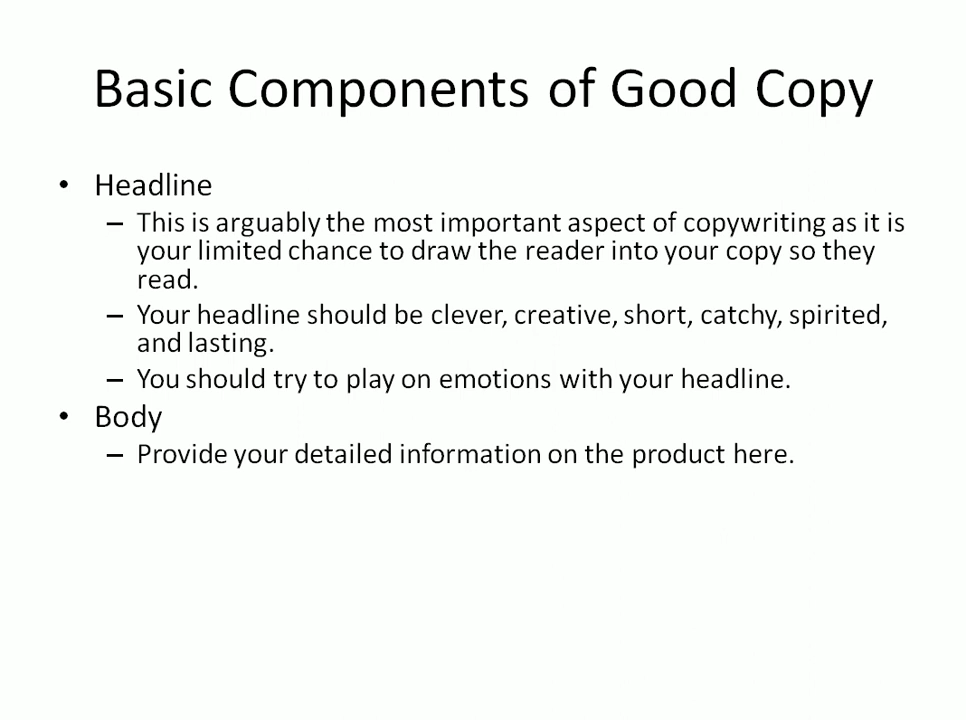 Basic Components of Good Copy
• Headline
– This is arguably the most important aspect of copywriting as it is
your limited chance to draw the reader into your copy so they
read.
– Your headline should be clever, creative, short, catchy, spirited,
and lasting.
– You should try to play on emotions with your headline.
• Body
– Provide your detailed information on the product here.